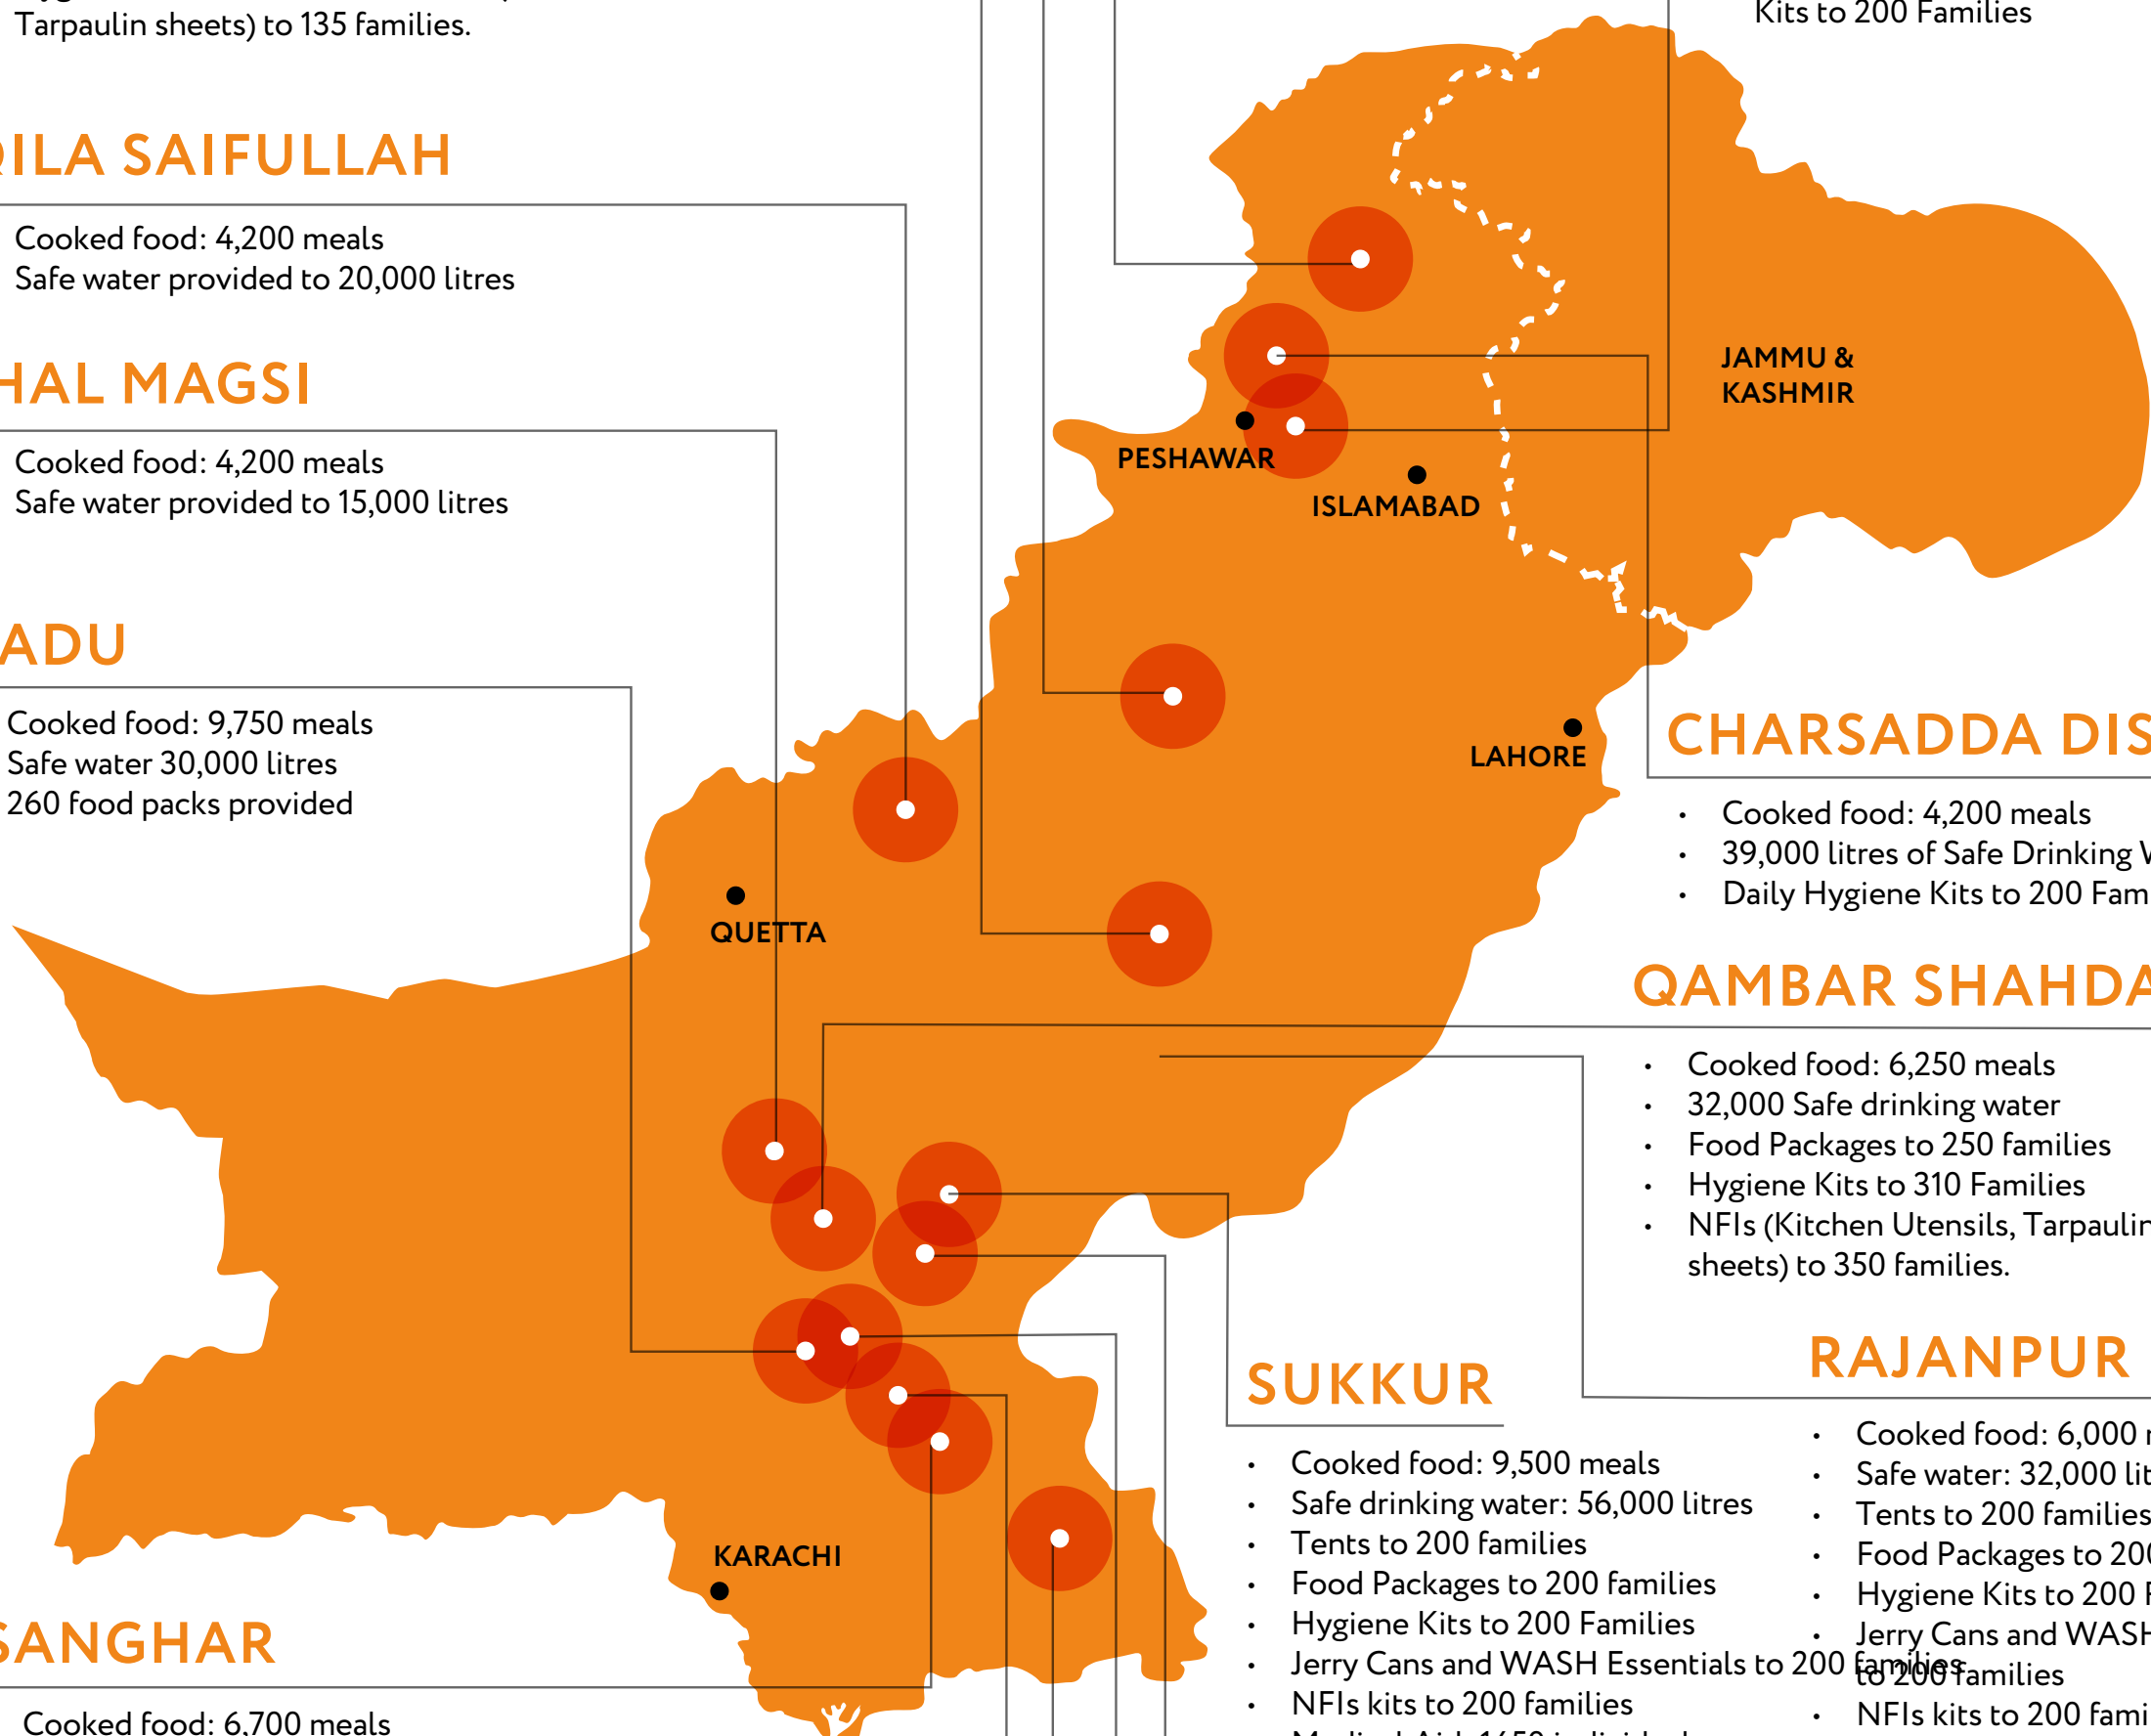 Tarpaulin sheets) to 135 families.
Kits to 200 Families
QILA SAIFULLAH
Cooked food: 4,200 meals
Safe water provided to 20,000 litres
HAL MAGSI
Cooked food: 4,200 meals
Safe water provided to 15,000 litres
ADU
Cooked food: 9,750 meals
Safe water 30,000 litres
260 food packs provided
JAMMU &
KASHMIR
PESHAWAR
ISLAMABAD
LAHORE
QUETTA
KARACHI
CHARSADDA DIS
• Cooked food: 4,200 meals
• 39,000 litres of Safe Drinking
• Daily Hygiene Kits to 200 Fam
QAMBAR SHAHDA
• Cooked food: 6,250 meals
• 32,000 Safe drinking water
• Food Packages to 250 families
• Hygiene Kits to 310 Families
• NFIs (Kitchen Utensils, Tarpaulin
sheets) to 350 families.
RAJANPUR
• Cooked food: 6,000
• Safe water: 32,000 lit
• Tents to 200 families
• Food Packages to 200
• Hygiene Kits to 200
• Jerry Cans and WASH
to 200 families
• NFIs kits to 200 fami
SUKKUR
• Cooked food: 9,500 meals
• Safe drinking water: 56,000 litres
• Tents to 200 families
• Food Packages to 200 families
• Hygiene Kits to 200 Families
• Jerry Cans and WASH Essentials to 200 families
• NFIs kits to 200 families
SANGHAR
Cooked food: 6,700 meals